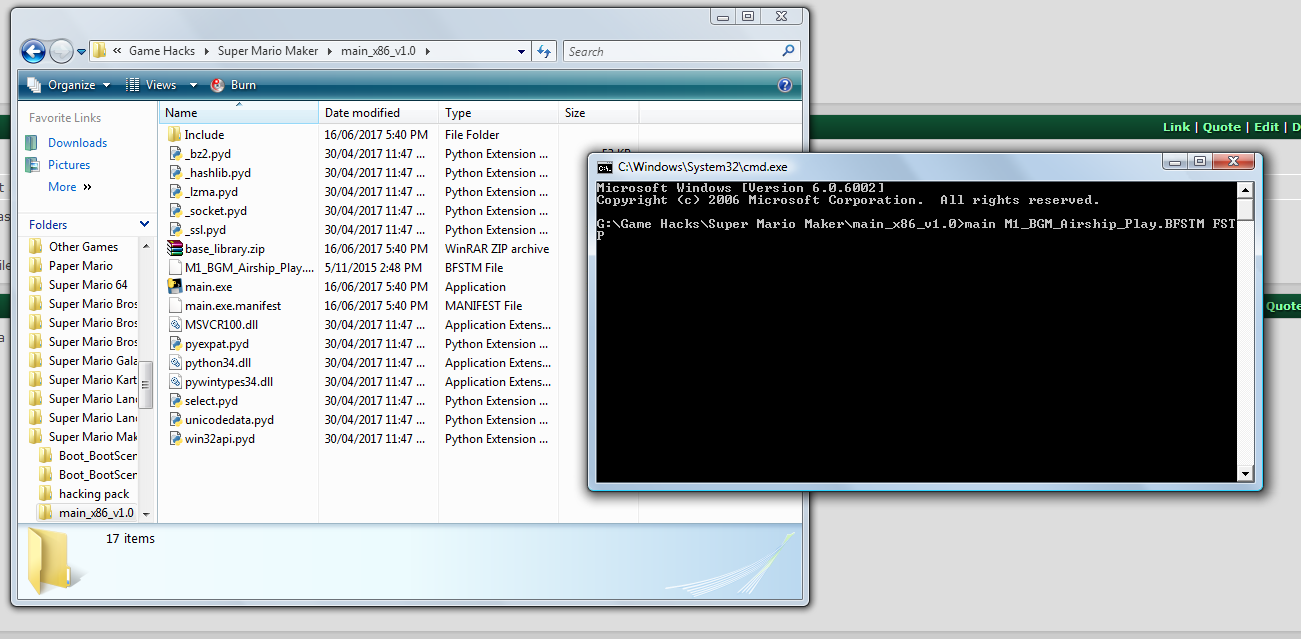 « Game Hacks ▸ Super Mario Maker ▸ main_x86_v1.0 ▸
Search
Organize Views Burn
Favorite Links
Downloads
Pictures
More »
Folders
Other Games
Paper Mario
Super Mario 64
Super Mario Bros
Super Mario Bros
Super Mario Bros
Super Mario Gala
Super Mario Kart
Super Mario Land
Super Mario Land
Super Mario Mak
Boot_BootScen
Boot_BootScen
hacking pack
main_x86_v1.0
Name Date modified Type Size
Include 16/06/2017 5:40 PM File Folder
_bz2.pyd 30/04/2017 11:47 ... Python Extension ...
_hashlib.pyd 30/04/2017 11:47 ... Python Extension ...
_lzma.pyd 30/04/2017 11:47 ... Python Extension ...
_socket.pyd 30/04/2017 11:47 ... Python Extension ...
_ssl.pyd 30/04/2017 11:47 ... Python Extension ...
base_library.zip 16/06/2017 5:40 PM WinRAR ZIP archive
M1_BGM_Airship_Play.... 5/11/2015 2:48 PM BFSTM File
main.exe 16/06/2017 5:40 PM Application
main.exe.manifest 16/06/2017 5:40 PM MANIFEST File
MSVCR100.dll 30/04/2017 11:47 ... Application Extens...
pyexpat.pyd 30/04/2017 11:47 ... Python Extension ...
python34.dll 30/04/2017 11:47 ... Application Extens...
pywintypes34.dll 30/04/2017 11:47 ... Application Extens...
select.pyd 30/04/2017 11:47 ... Python Extension ...
unicodedata.pyd 30/04/2017 11:47 ... Python Extension ...
win32api.pyd 30/04/2017 11:47 ... Python Extension ...
17 items
Link | Quote | Edit | D
C:\Windows\System32\cmd.exe
Microsoft Windows [Version 6.0.6002]
Copyright (c) 2006 Microsoft Corporation.  All rights reserved.
G:\Game Hacks\Super Mario Maker\main_x86_v1.0>main M1_BGM_Airship_Play.BFSTM FST
P
Quote